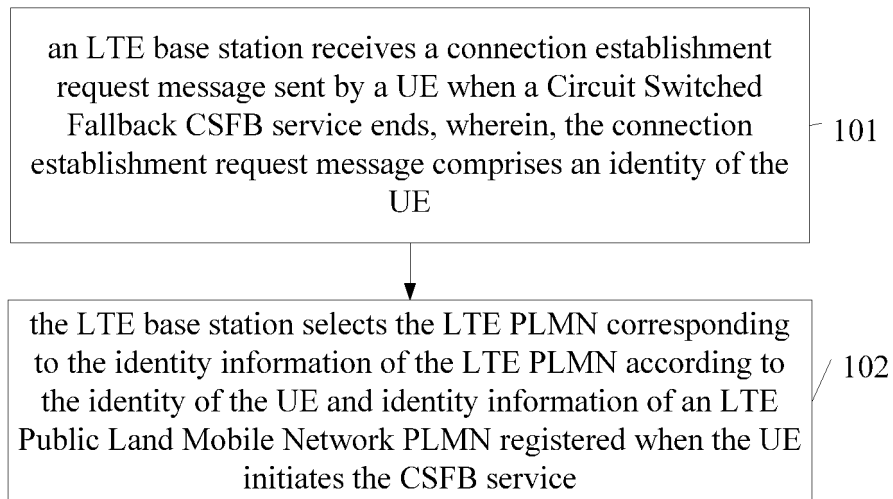 an LTE base station receives a connection establishment
request message sent by a UE when a Circuit Switched
Fallback CSFB service ends, wherein, the connection
establishment request message comprises an identity of the
UE
101
the LTE base station selects the LTE PLMN corresponding
to the identity information of the LTE PLMN according to
the identity of the UE and identity information of an LTE
Public Land Mobile Network PLMN registered when the UE
initiates the CSFB service
102